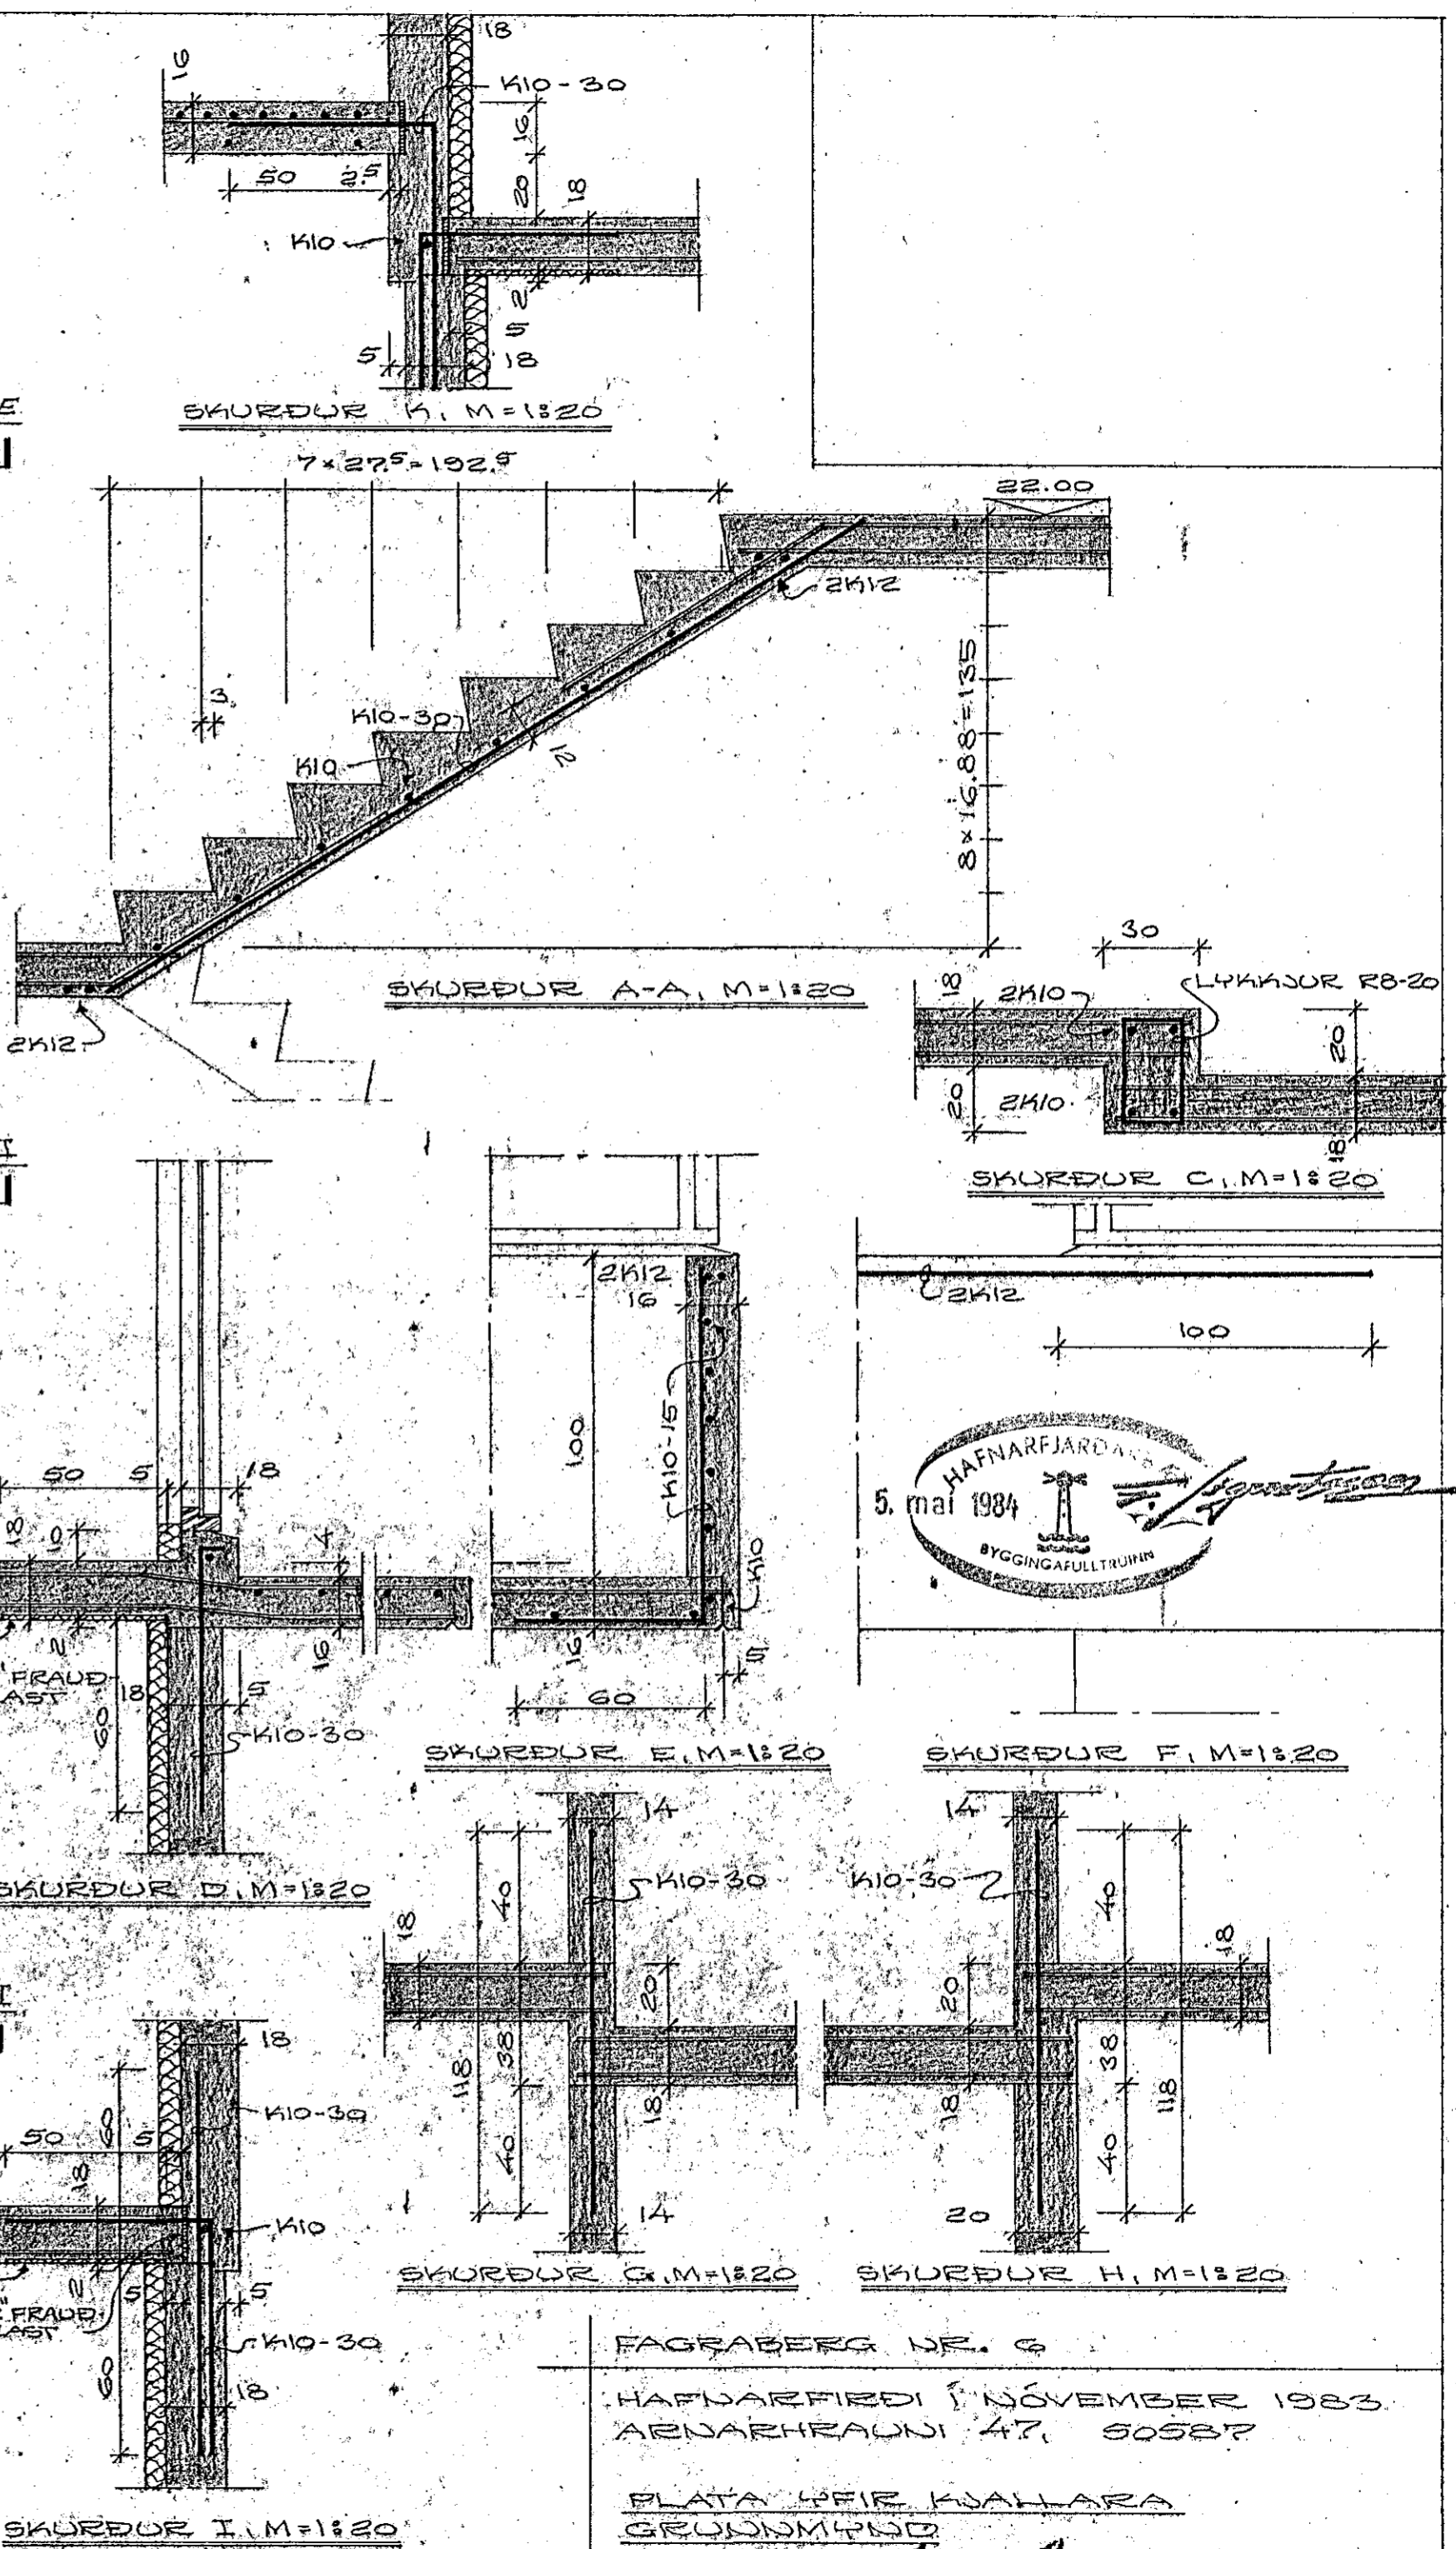 18
16
K10-30
16
50 2.5
20
18
K10
2
5
5
18
SKURÐUR K, M=1:20
7×27.5=192.5
22.00
2K12
3
K10-30
K10
12
8×16.88=135
2K12
SKURÐUR A-A, M=1:20
30
18
2K10
LYKKJUR R8-20
20
20
2K10
18
SKURÐUR C, M=1:20
2K12
16
100
K10-15
K10
16
5
60
SKURÐUR E, M=1:20
2K12
100
HAFNARFJARÐAR
5. maí 1984
BYGGINGAFULLTRÚINN
SKURÐUR F, M=1:20
50 5 18
18
10
4
2
16
FRAUÐ-
LAST
18
5
60
K10-30
SKURÐUR D, M=1:20
14
K10-30
40
18
20
118
38
18
40
14
SKURÐUR G, M=1:20
14
K10-30
40
18
20
38
118
18
40
20
SKURÐUR H, M=1:20
18
60
K10-30
50 5
18
K10
2
5
5
FRAUÐ-
LAST
K10-30
60
18
SKURÐUR I, M=1:20
FAGRABERG NR. 6
HAFNARFIRÐI Í NÓVEMBER 1983
ARNARHRAUNI 47, 50587
PLATA YFIR KJALLARA
GRUNNMYND